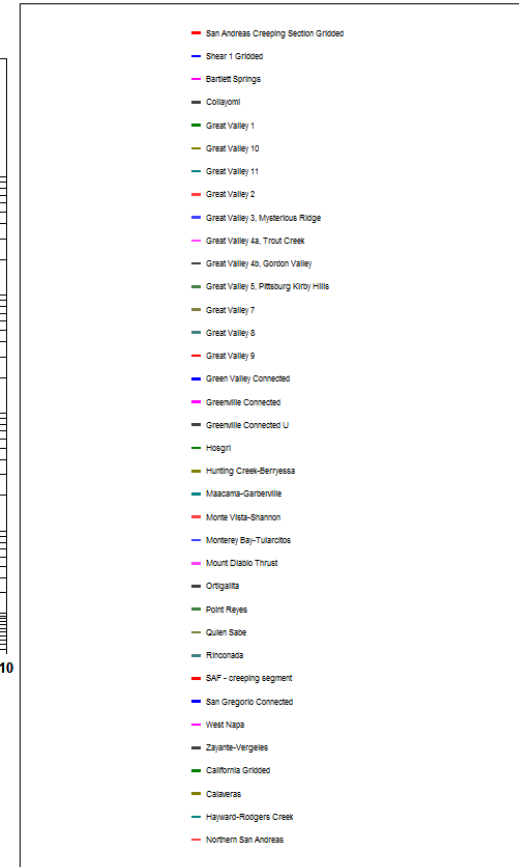 San Andreas Creeping Section Gridded
Shear 1 Gridded
Bartlett Springs
Collayomi
Great Valley 1
Great Valley 10
Great Valley 11
Great Valley 2
Great Valley 3, Mysterious Ridge
Great Valley 4a, Trout Creek
Great Valley 4b, Gordon Valley
Great Valley 5, Pittsburg Kirby Hills
Great Valley 7
Great Valley 8
Great Valley 9
Green Valley Connected
Greenville Connected
Greenville Connected U
Hosgri
Hunting Creek-Berryessa
Maacama-Garberville
Monte Vista-Shannon
Monterey Bay-Tularcitos
Mount Diablo Thrust
Ortigalita
Point Reyes
Quien Sabe
Rinconada
10
SAF - creeping segment
San Gregorio Connected
West Napa
Zayante-Vergeles
California Gridded
Calaveras
Hayward-Rodgers Creek
Northern San Andreas